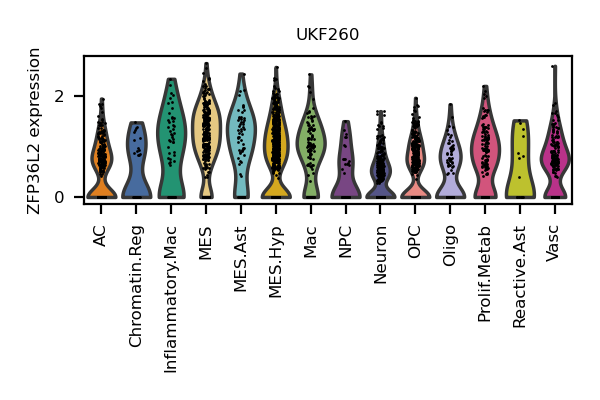 UKF260
ZFP36L2 expression
2
0
AC
Chromatin.Reg
Inflammatory.Mac
MES
MES.Ast
MES.Hyp
Mac
NPC
Neuron
OPC
Oligo
Prolif.Metab
Reactive.Ast
Vasc